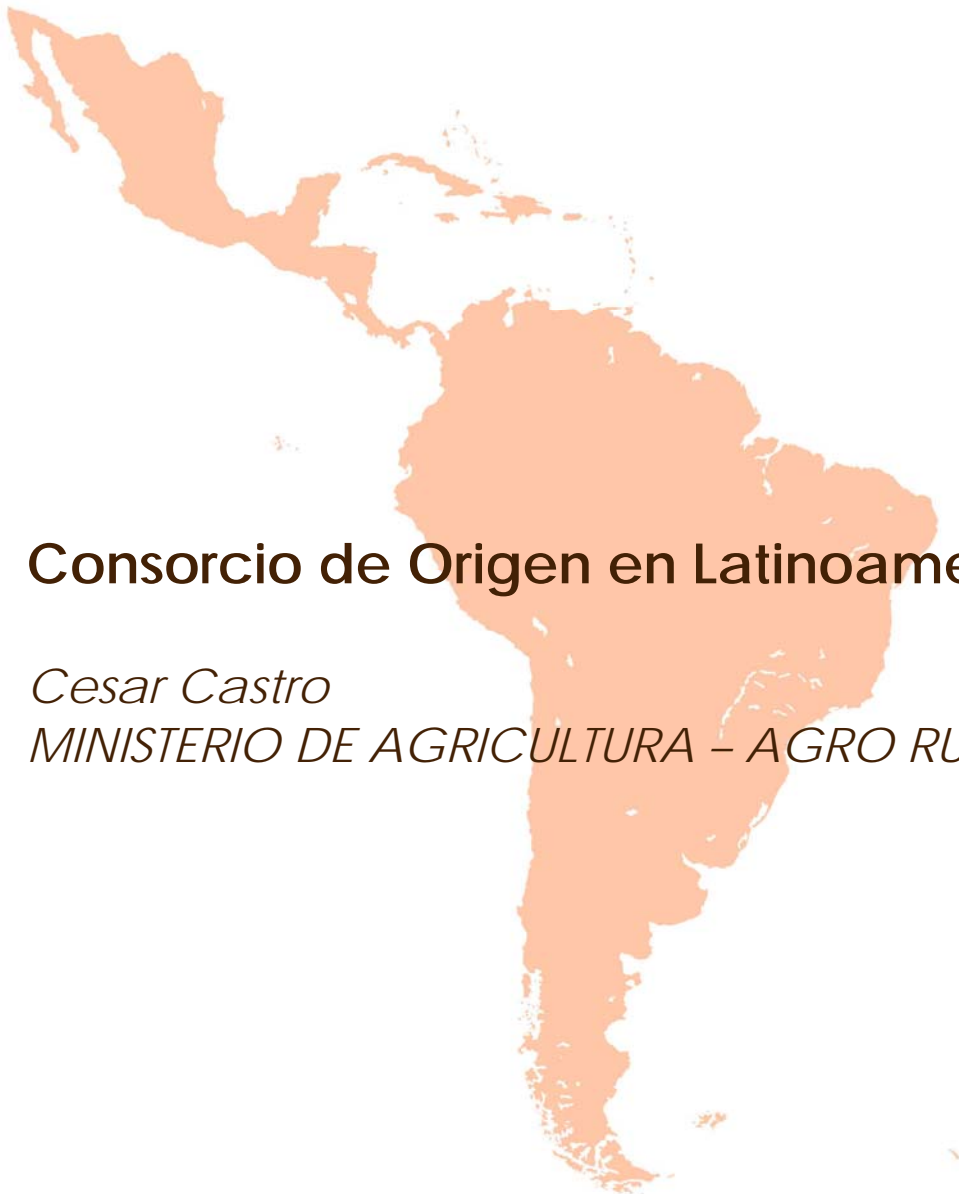 Consorcio de Origen en Latinoame
Cesar Castro
MINISTERIO DE AGRICULTURA – AGRO RU